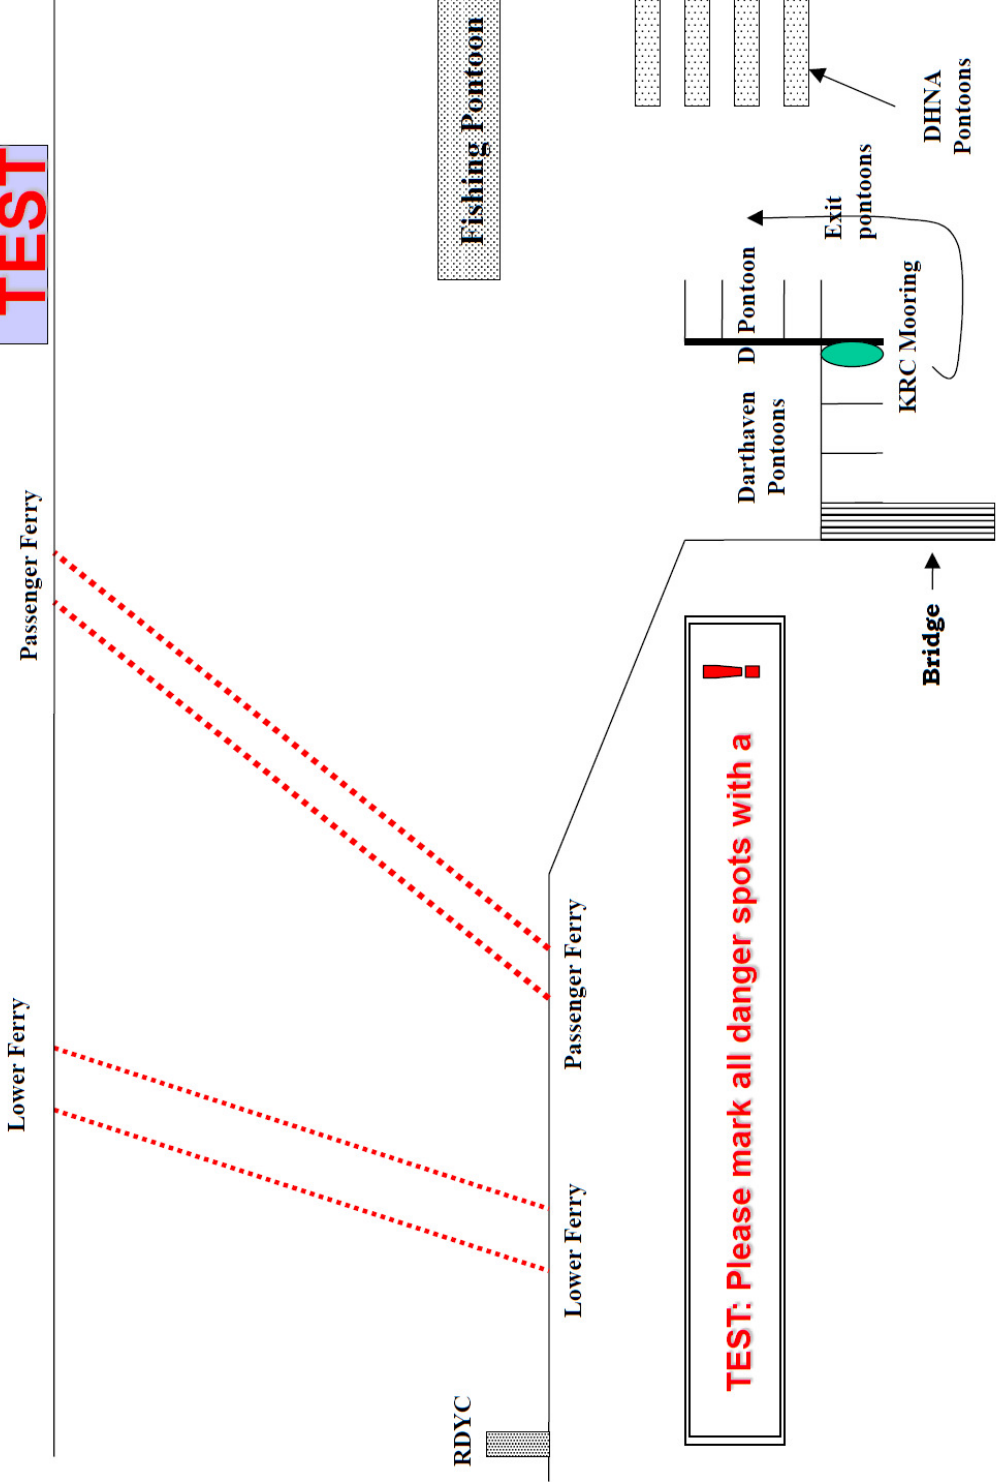 TEST
Lower Ferry
Passenger Ferry
Fishing Pontoon
RDYC
Lower Ferry
Passenger Ferry
TEST: Please mark all danger spots with a !
Darthaven
Pontoons
D Pontoon
KRC Mooring
Exit
pontoons
DHNA
Pontoons
Bridge